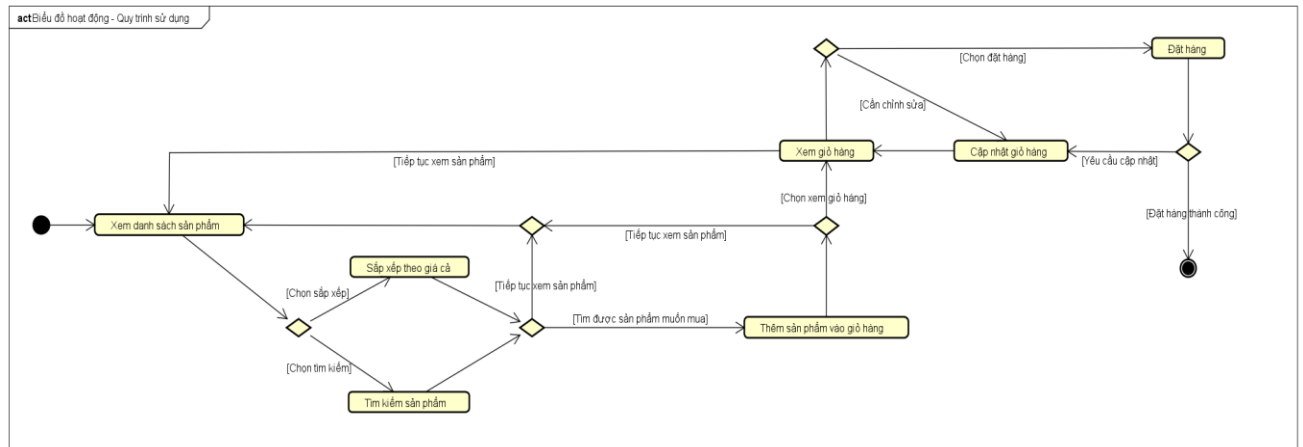 act Biểu đồ hoạt động - Quy trình sử dụng
Đặt hàng
[Chọn đặt hàng]
[Cần chỉnh sửa]
Xem giỏ hàng
Cập nhật giỏ hàng
[Tiếp tục xem sản phẩm]
[Yêu cầu cập nhật]
[Chọn xem giỏ hàng]
[Đặt hàng thành công]
Xem danh sách sản phẩm
[Tiếp tục xem sản phẩm]
Sắp xếp theo giá cả
[Tiếp tục xem sản phẩm]
[Chọn sắp xếp]
[Tìm được sản phẩm muốn mua]
Thêm sản phẩm vào giỏ hàng
[Chọn tìm kiếm]
Tìm kiếm sản phẩm